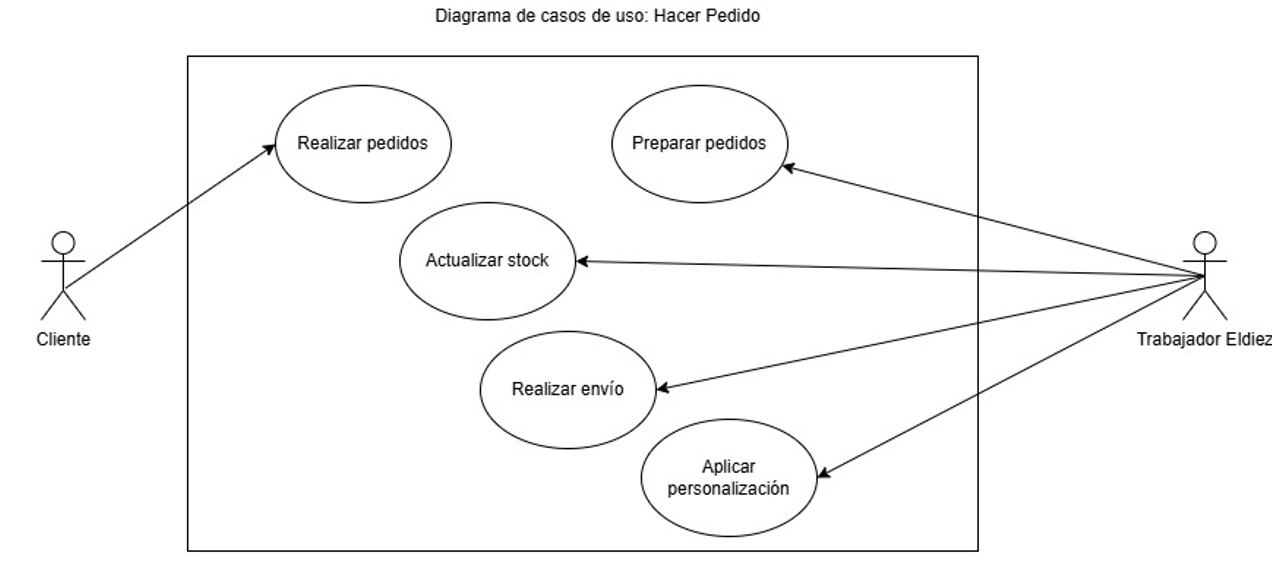 Diagrama de casos de uso: Hacer Pedido
Realizar pedidos
Preparar pedidos
Actualizar stock
Cliente
Trabajador Eldiez
Realizar envío
Aplicar
personalización